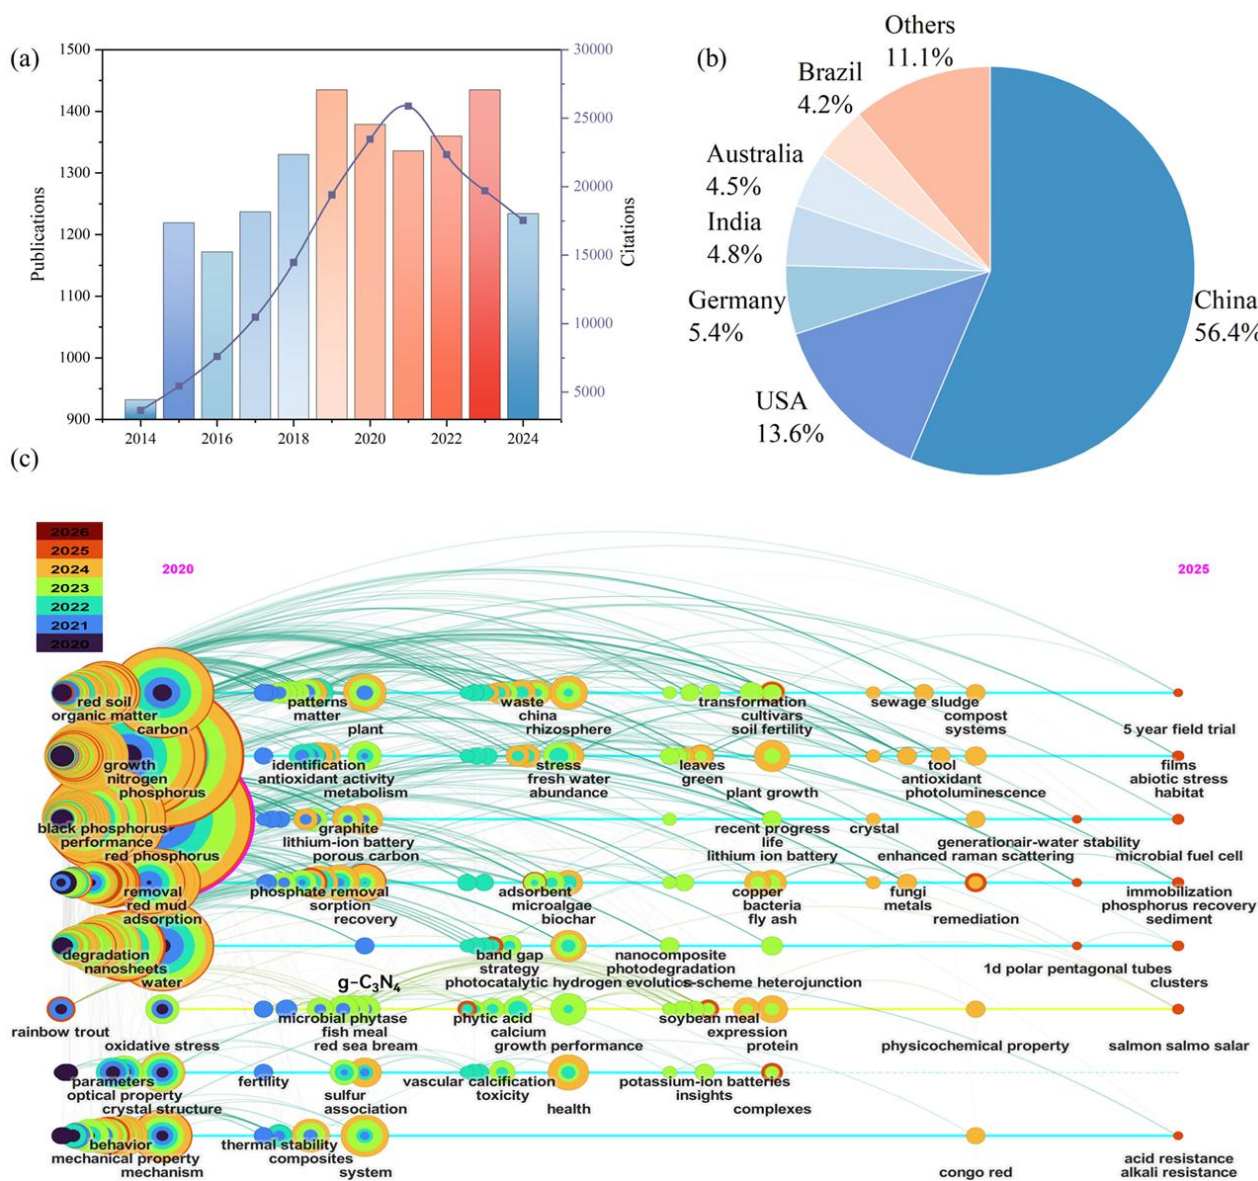 (a)
1500
1400
1300
1200
1100
1000
900
Publications
30000
25000
20000
15000
10000
5000
Citations
2014
2016
2018
2020
2022
2024
(b)
Others
11.1%
Brazil
4.2%
Australia
4.5%
India
4.8%
Germany
5.4%
USA
13.6%
China
56.4%
(c)
2026
2025
2024
2023
2022
2021
2020
2020
2025
red soil patterns waste transformation sewage sludge
organic matter matter china cultivars compost
carbon plant rhizosphere soil fertility systems 5 year field trial
growth identification stress leaves tool films
nitrogen antioxidant activity fresh water green antioxidant abiotic stress
phosphorus metabolism abundance plant growth photoluminescence habitat
black phosphorus graphite recent progress crystal
performance lithium-ion battery life generationair-water stability
red phosphorus porous carbon lithium ion battery enhanced raman scattering microbial fuel cell
removal phosphate removal adsorbent copper fungi immobilization
red mud sorption microalgae bacteria metals phosphorus recovery
adsorption recovery biochar fly ash remediation sediment
degradation band gap nanocomposite
nanosheets strategy photodegradation 1d polar pentagonal tubes
water g-C₃N₄ photocatalytic hydrogen evolution s-scheme heterojunction clusters
microbial phytase phytic acid soybean meal
rainbow trout fish meal calcium expression
oxidative stress red sea bream growth performance protein physicochemical property salmon salmo salar
parameters fertility vascular calcification potassium-ion batteries
optical property sulfur toxicity insights
crystal structure association health complexes
behavior thermal stability
mechanical property composites acid resistance
mechanism system congo red alkali resistance